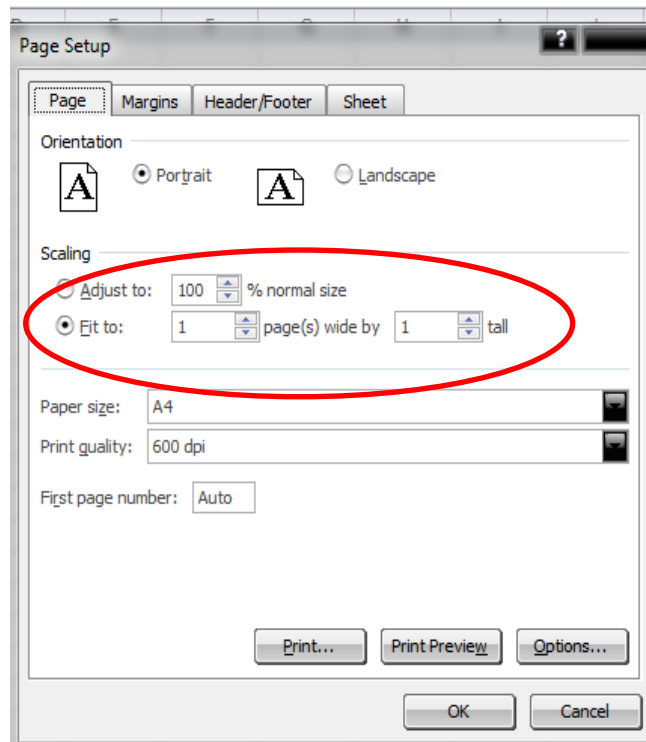 Page Setup ?
Page Margins Header/Footer Sheet
Orientation
A Portrait A Landscape
Scaling
Adjust to: 100 % normal size
Fit to: 1 page(s) wide by 1 tall
Paper size: A4
Print quality: 600 dpi
First page number: Auto
Print... Print Preview Options...
OK Cancel